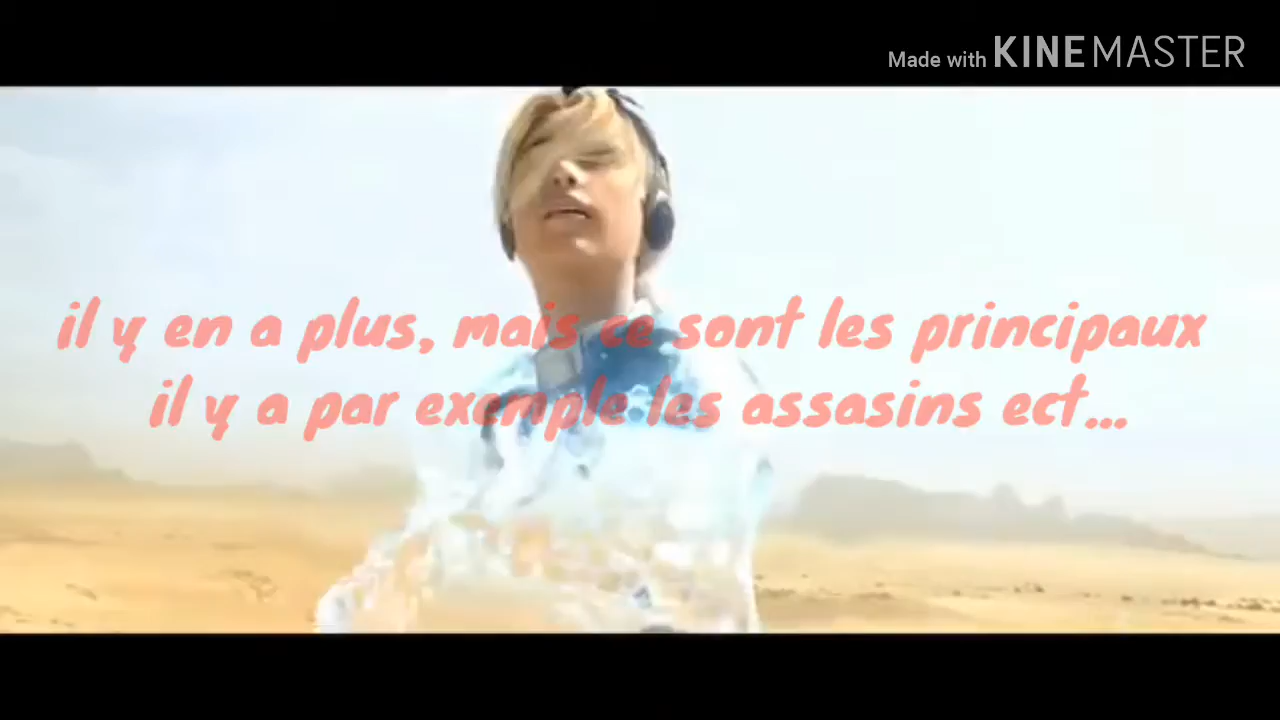 Made with KINEMASTER
il y en a plus, mais ce sont les principaux
il y a par exemple les assasins ect...